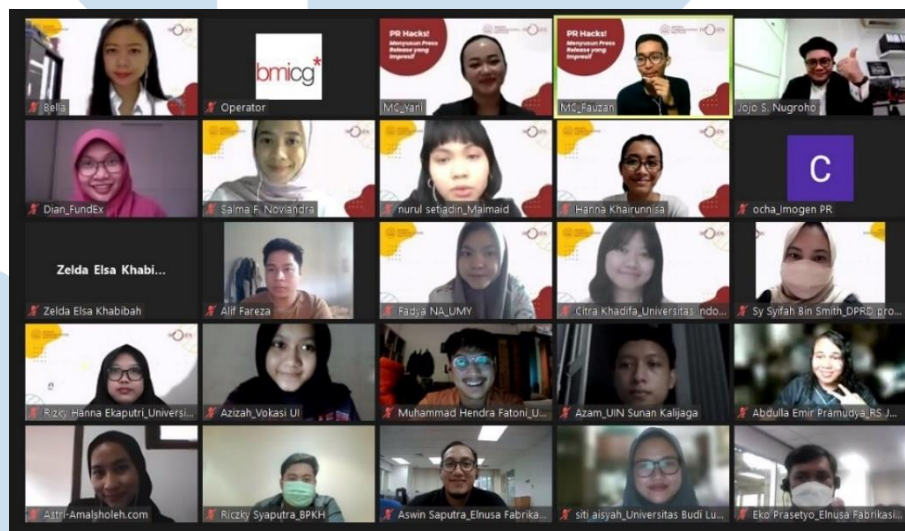 Bella
bmicg*
Operator
PR Hacks!
Menyusun Press
Release yang
Impresif
MC_Yani
PR Hacks!
Menyusun Press
Release yang
Impresif
MC_Fauzan
Jojo S. Nugroho
Dian_FundEx
Salma F. Noviandra
nurul setiadin_Maimaid
Hanna Khairunnisa
C
ocha_Imogen PR
Zelda Elsa Khabi...
Zelda Elsa Khabibah
Alif Fareza
Fadya NA_UMY
Citra Khadifa_Universitas Indo...
Sy Syifah Bin Smith_DPRD pro...
Rizky Hanna Ekaputri_Universi...
Azizah_Vokasi UI
Muhammad Hendra Fatoni_U...
Azam_UIN Sunan Kalijaga
Abdulla Emir Pramudya_RS J...
Astri-Amalsholeh.com
Riczky Syaputra_BPKH
Aswin Saputra_Elnusa Fabrika...
siti aisyah_Universitas Budi Lu...
Eko Prasetyo_Elnusa Fabrikasi...